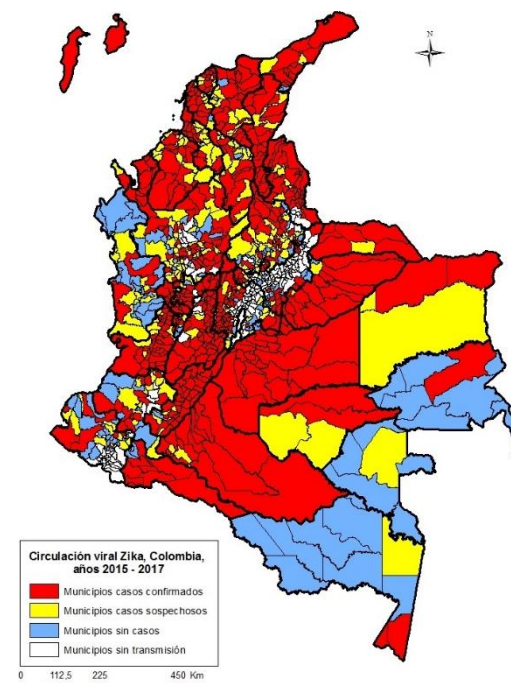 N
Circulación viral Zika, Colombia,
años 2015 - 2017
Municipios casos confirmados
Municipios casos sospechosos
Municipios sin casos
Municipios sin transmisión
0 112,5 225 450 Km